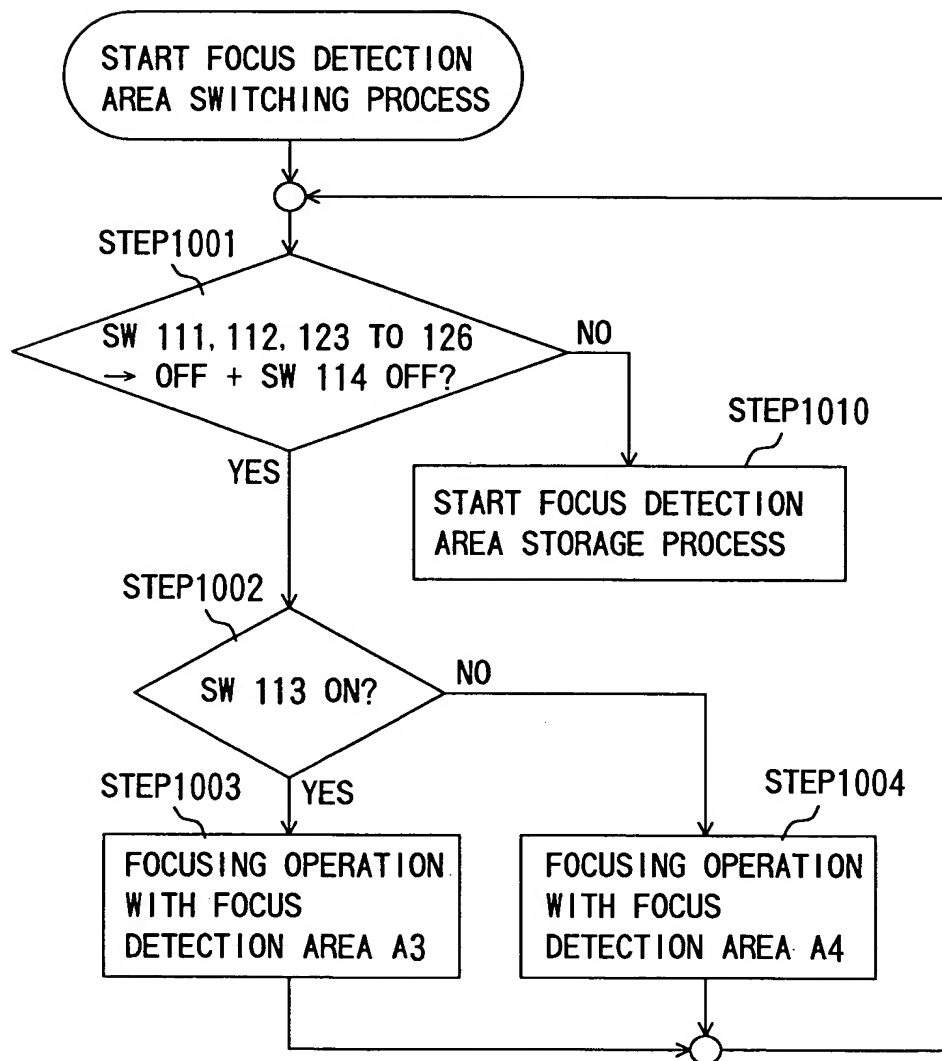 START FOCUS DETECTION
AREA SWITCHING PROCESS
STEP1001
SW 111, 112, 123 TO 126
→ OFF + SW 114 OFF?
NO
YES
STEP1010
START FOCUS DETECTION
AREA STORAGE PROCESS
STEP1002
SW 113 ON?
NO
YES
STEP1003
FOCUSING OPERATION
WITH FOCUS
DETECTION AREA A3
STEP1004
FOCUSING OPERATION
WITH FOCUS
DETECTION AREA A4